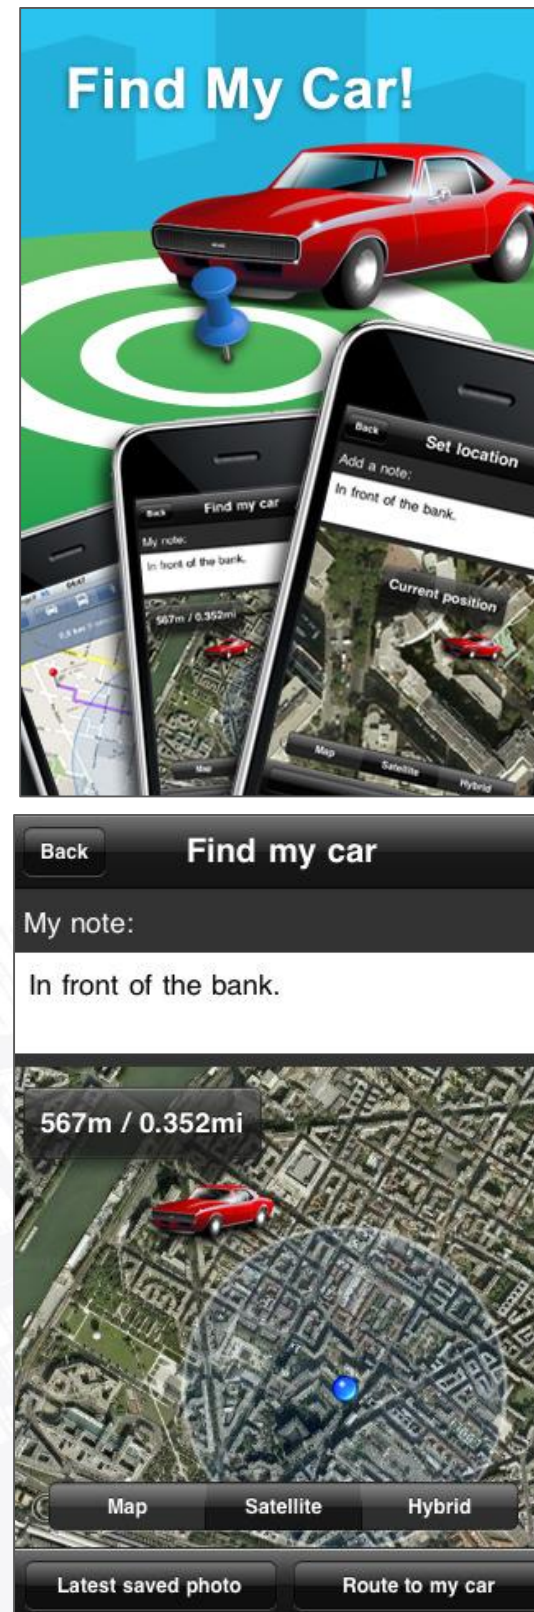 Find My Car!
Back
Set location
Add a note:
In front of the bank.
Current position
Map
Satellite
Hybrid
Back
Find my car
My note:
In front of the bank.
567m / 0.352mi
Map
04:47
Back
Find my car
My note:
In front of the bank.
567m / 0.352mi
Map
Satellite
Hybrid
Latest saved photo
Route to my car